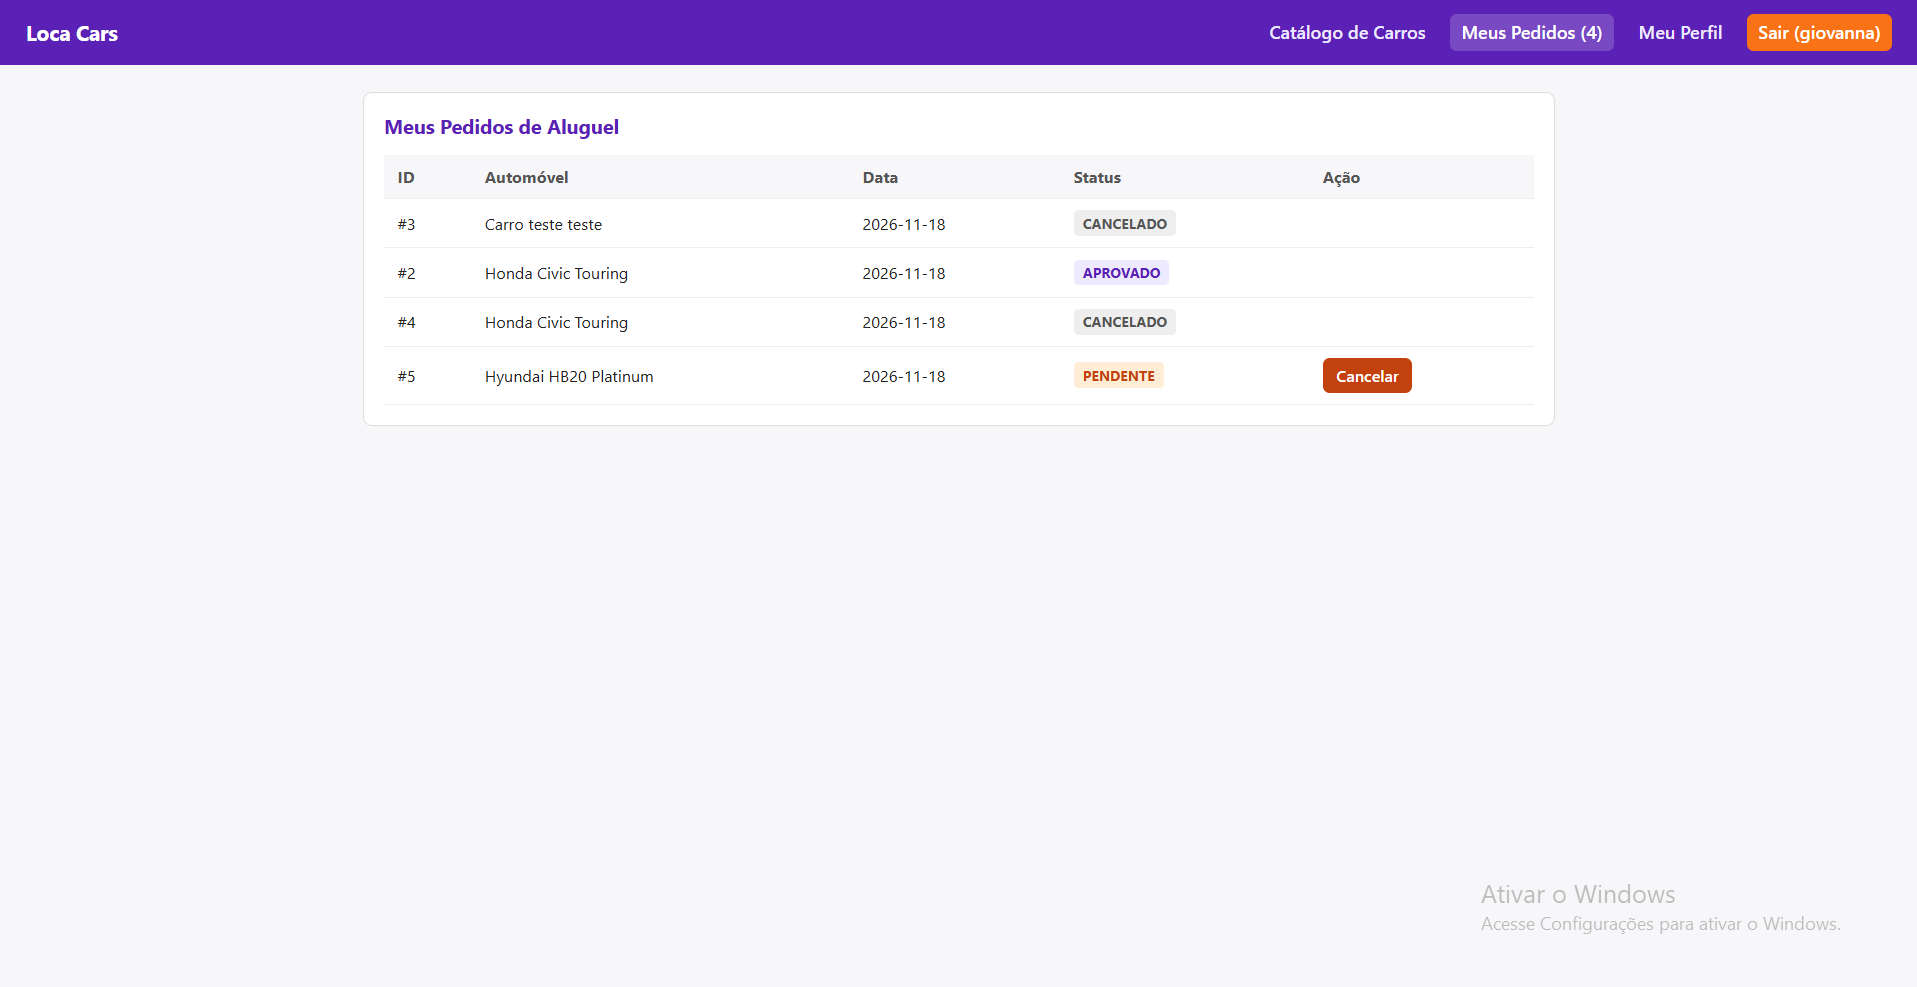 Loca Cars Catálogo de Carros Meus Pedidos (4) Meu Perfil Sair (giovanna)
Meus Pedidos de Aluguel
ID Automóvel Data Status Ação
#3 Carro teste teste 2026-11-18 CANCELADO
#2 Honda Civic Touring 2026-11-18 APROVADO
#4 Honda Civic Touring 2026-11-18 CANCELADO
#5 Hyundai HB20 Platinum 2026-11-18 PENDENTE Cancelar
Ativar o Windows
Acesse Configurações para ativar o Windows.